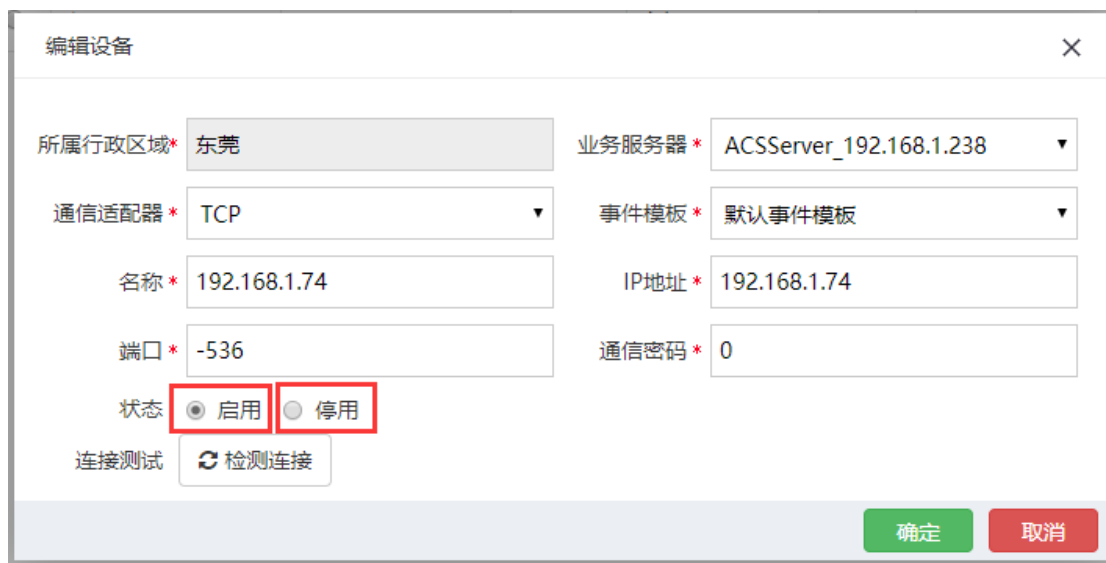 编辑设备
所属行政区域* 东莞 业务服务器* ACSServer_192.168.1.238
通信适配器* TCP 事件模板* 默认事件模板
名称* 192.168.1.74 IP地址* 192.168.1.74
端口* -536 通信密码* 0
状态 启用 停用
连接测试 检测连接
确定 取消